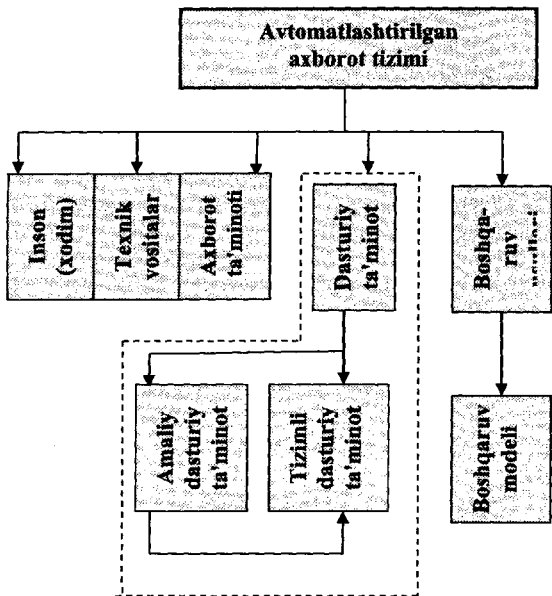 Avtomatlashtirilgan
axborot tizimi
Inson
(xodim)
Texnik
vositalar
Axborot
ta'minoti
Dasturiy
ta'minot
Boshqa-
ruv
Amaliy
dasturiy
ta'minot
Tizimli
dasturiy
ta'minot
Boshqaruv
modeli